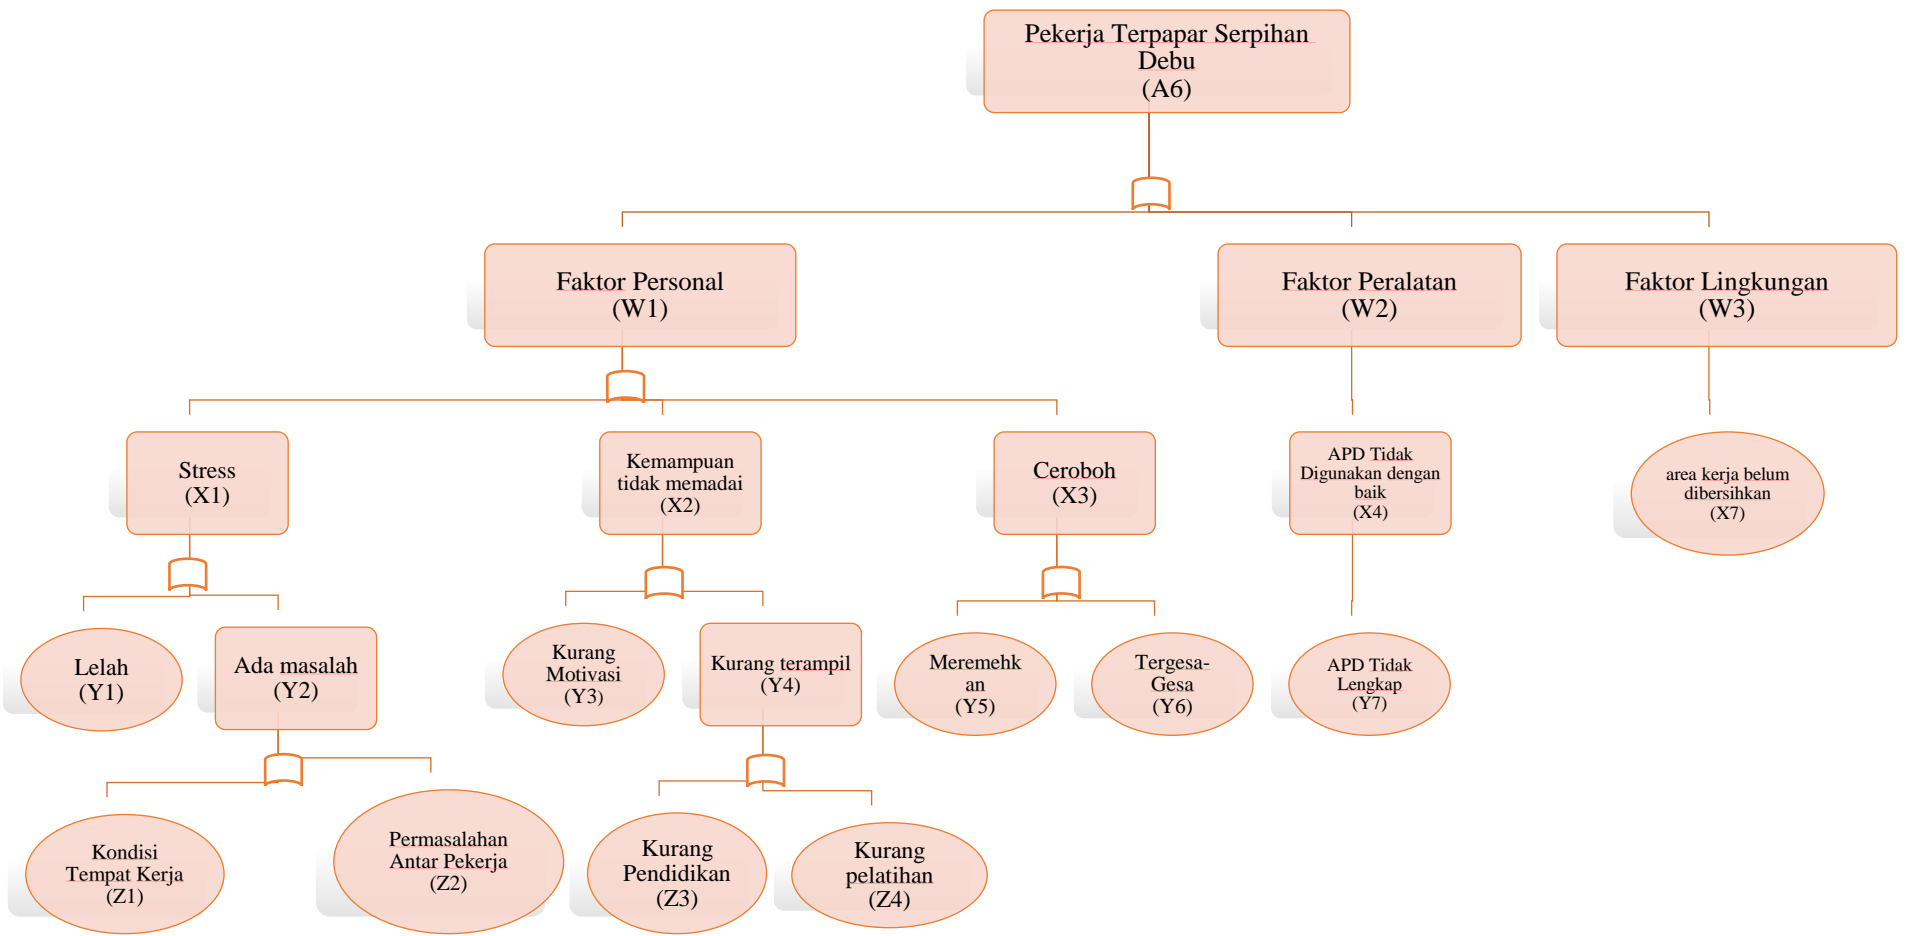 Pekerja Terpapar Serpihan
Debu
(A6)
Faktor Personal
(W1)
Faktor Peralatan
(W2)
Faktor Lingkungan
(W3)
Stress
(X1)
Kemampuan
tidak memadai
(X2)
Ceroboh
(X3)
APD Tidak
Digunakan dengan
baik
(X4)
area kerja belum
dibersihkan
(X7)
Lelah
(Y1)
Ada masalah
(Y2)
Kurang
Motivasi
(Y3)
Kurang terampil
(Y4)
Meremehk
an
(Y5)
Tergesa-
Gesa
(Y6)
APD Tidak
Lengkap
(Y7)
Kondisi
Tempat Kerja
(Z1)
Permasalahan
Antar Pekerja
(Z2)
Kurang
Pendidikan
(Z3)
Kurang
pelatihan
(Z4)